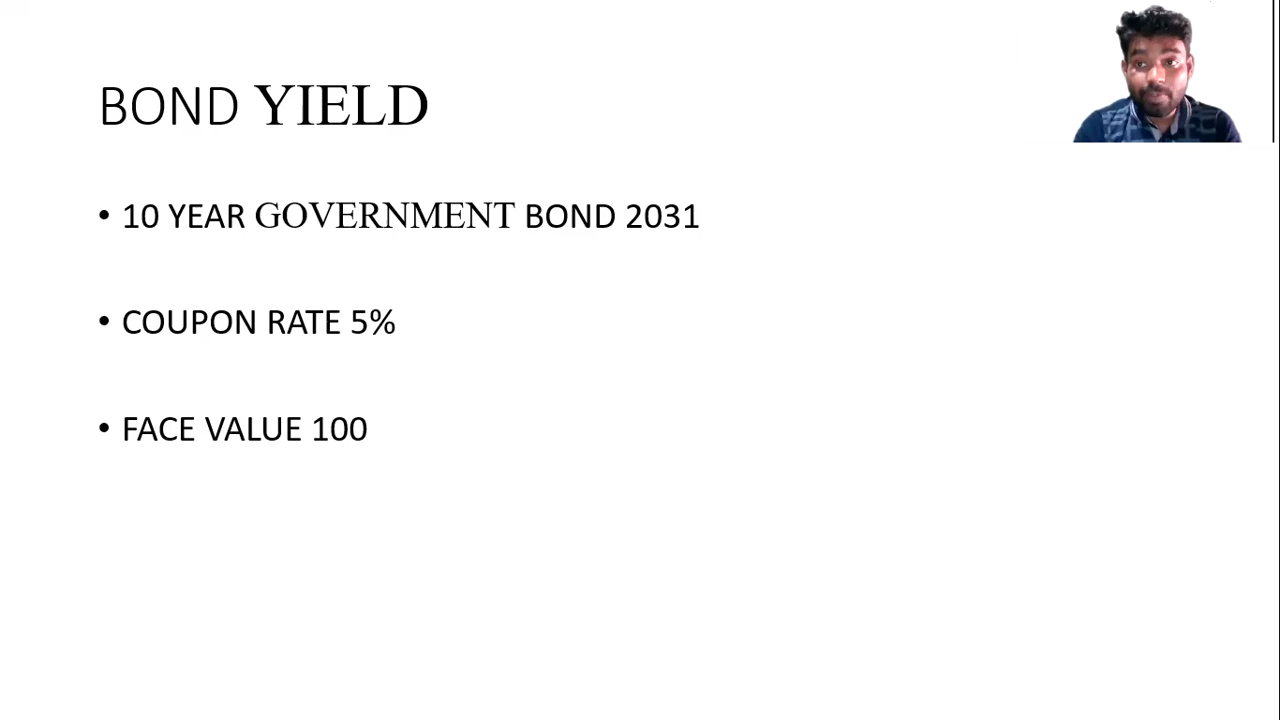 BOND YIELD
• 10 YEAR GOVERNMENT BOND 2031
• COUPON RATE 5%
• FACE VALUE 100